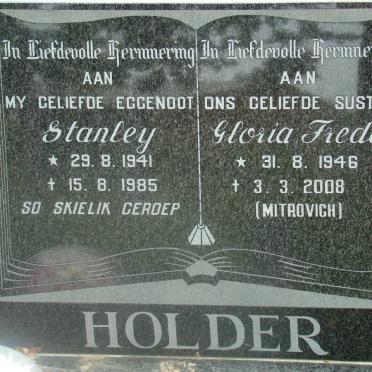 In Liefdevolle Herinnering
AAN
MY GELIEFDE EGGENOOT
Stanley
★ 29. 8. 1941
† 15. 8. 1985
SO SKIELIK GEROEP
In Liefdevolle
AAN
ONS GELIEFDE
Gloria
★ 31. 8. 1946
† 3. 3. 2008
(MITROVICH)
HOLDER